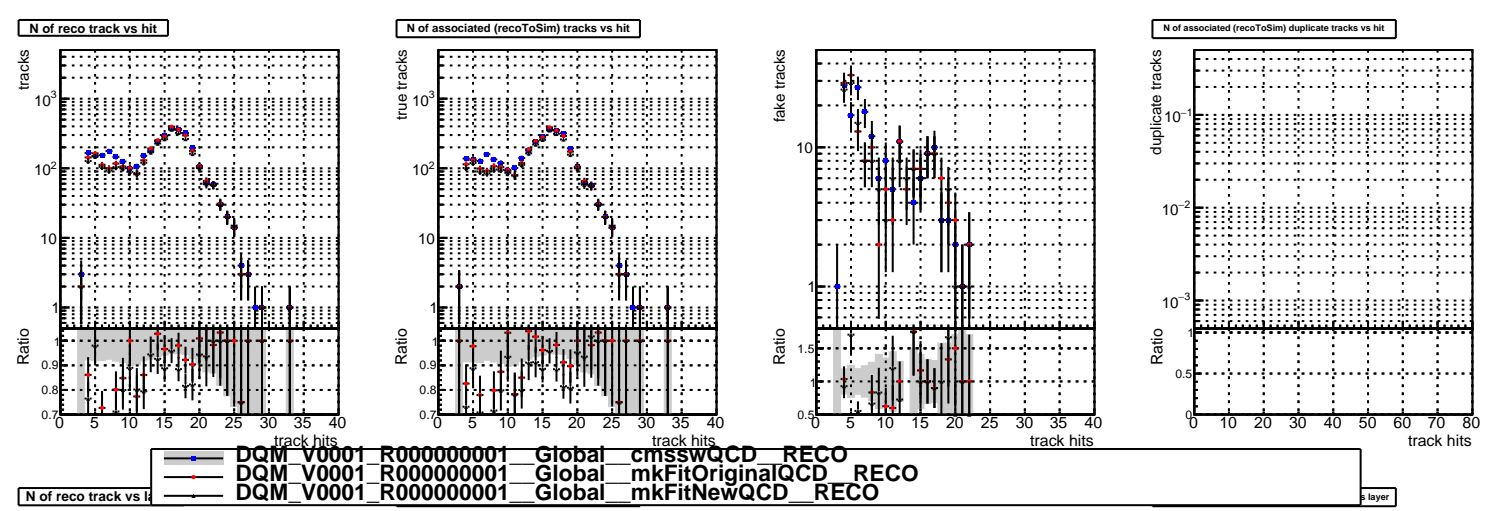 N of reco track vs hit
N of associated (recoToSim) tracks vs hit
N of associated (recoToSim) duplicate tracks vs hit
tracks
10³
10²
10
1
Ratio
1
0.9
0.8
0.7
0 5 10 15 20 25 30 35 40
track hits
true tracks
10³
10²
10
1
Ratio
1
0.9
0.8
0.7
0 5 10 15 20 25 30 35 40
track hits
fake tracks
10
1
Ratio
1.5
1
0.5
0 5 10 15 20 25 30 35 40
track hits
duplicate tracks
10⁻¹
10⁻²
10⁻³
Ratio
1
0.5
0
0 10 20 30 40 50 60 70 80
track hits
DQM_V0001_R000000001__Global__cmsswQCD__RECO
DQM_V0001_R000000001__Global__mkFitOriginalQCD__RECO
DQM_V0001_R000000001__Global__mkFitNewQCD__RECO
N of reco track vs la
s layer